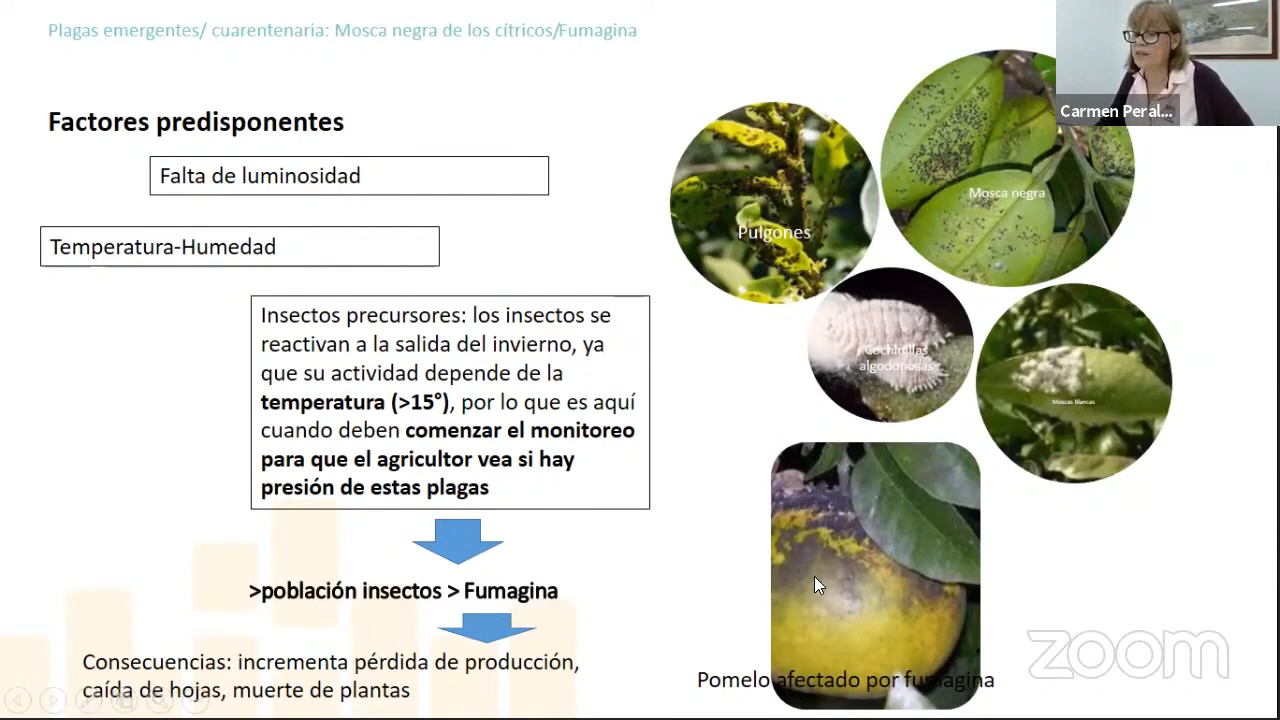 Plagas emergentes/ cuarentenaria: Mosca negra de los cítricos/Fumagina
Carmen Peral...
Factores predisponentes
Falta de luminosidad
Temperatura-Humedad
Insectos precursores: los insectos se
reactivan a la salida del invierno, ya
que su actividad depende de la
temperatura (>15°), por lo que es aquí
cuando deben comenzar el monitoreo
para que el agricultor vea si hay
presión de estas plagas
>población insectos > Fumagina
Consecuencias: incrementa pérdida de producción,
caída de hojas, muerte de plantas
Pulgones
Mosca negra
Cochinillas
algodonosas
Moscas Blancas
Pomelo afectado por fumagina
zoom